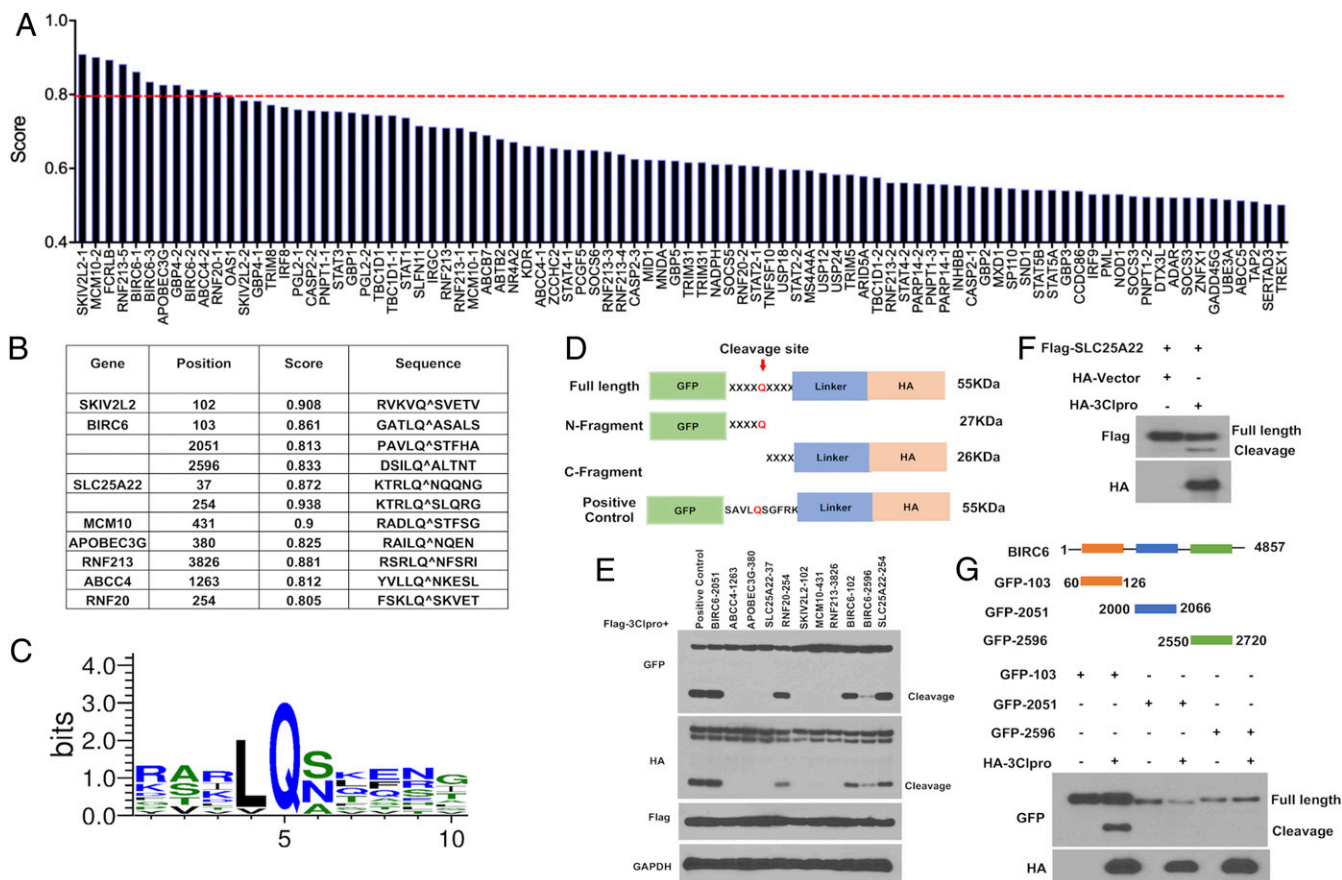 A
Score
1.0
0.8
0.6
0.4
SKIV2L2-1
MCM10-2
FCRLB
RNF213-5
BIRC6-1
BIRC6-3
APOBEC3G
GBP4-2
BIRC6-2
ABCC4-2
RNF20-1
OAS1
SKIV2L2-2
GBP4-1
TRIM8
IRF8
PGL2-1
CASP2-2
PNPT1-1
STAT3
GBP1
PGL2-2
TBC1D1
TBC1D1-1
STAT1
SLFN11
IRGC
RNF213
RNF213-1
MCM10-1
ABCB7
ABTB2
NR4A2
KDR
ABCC4-1
ZCCHC2
STAT4-1
PCGF5
SOCS6
RNF213-3
RNF213-4
CASP2-3
MID1
MNDA
GBP5
TRIM31
TRIM31
NADPH
SOCS5
RNF20-2
STAT2-1
TNFSF10
USP18
STAT2-2
MS4A4A
USP12
USP24
TRIM5
ARID5A
TBC1D1-2
RNF213-2
STAT4-2
PARP14-2
PNPT1-3
PARP14-1
INHBB
CASP2-1
GBP2
MXD1
SP110
SND1
STAT5B
STAT5A
GBP3
CCDC86
IRF9
PML
NOD1
SOCS3
PNPT1-2
DTX3L
ADAR
SOCS3
ZNFX1
GADD45G
UBE3A
ABCC5
TAP2
SERTAD3
TREX1
B
Gene Position Score Sequence
SKIV2L2 102 0.908 RVKVQ^SVETV
BIRC6 103 0.861 GATLQ^ASALS
2051 0.813 PAVLQ^STFHA
2596 0.833 DSILQ^ALTNT
SLC25A22 37 0.872 KTRLQ^NQQNG
254 0.938 KTRLQ^SLQRG
MCM10 431 0.9 RADLQ^STFSG
APOBEC3G 380 0.825 RAILQ^NQEN
RNF213 3826 0.881 RSRLQ^NFSRI
ABCC4 1263 0.812 YVLLQ^NKESL
RNF20 254 0.805 FSKLQ^SKVET
C
bits
4.0
3.0
2.0
1.0
0.0
5 10
D
Cleavage site
Full length GFP XXXXQXXXX Linker HA 55KDa
N-Fragment GFP XXXXQ 27KDa
C-Fragment XXXX Linker HA 26KDa
Positive Control GFP SAVLQSGFRK Linker HA 55KDa
E
Flag-3Clpro+
Positive Control
BIRC6-2051
ABCC4-1263
APOBEC3G-380
SLC25A22-37
RNF20-254
SKIV2L2-102
MCM10-431
RNF213-3826
BIRC6-102
BIRC6-2596
SLC25A22-254
GFP
Cleavage
HA
Cleavage
Flag
GAPDH
F
Flag-SLC25A22 + +
HA-Vector + -
HA-3Clpro - +
Flag Full length
Cleavage
HA
G
BIRC6 1 4857
GFP-103 60 126
GFP-2051 2000 2066
GFP-2596 2550 2720
GFP-103 + + - - - -
GFP-2051 - - + + - -
GFP-2596 - - - - + +
HA-3Clpro - + - + - +
GFP Full length
Cleavage
HA